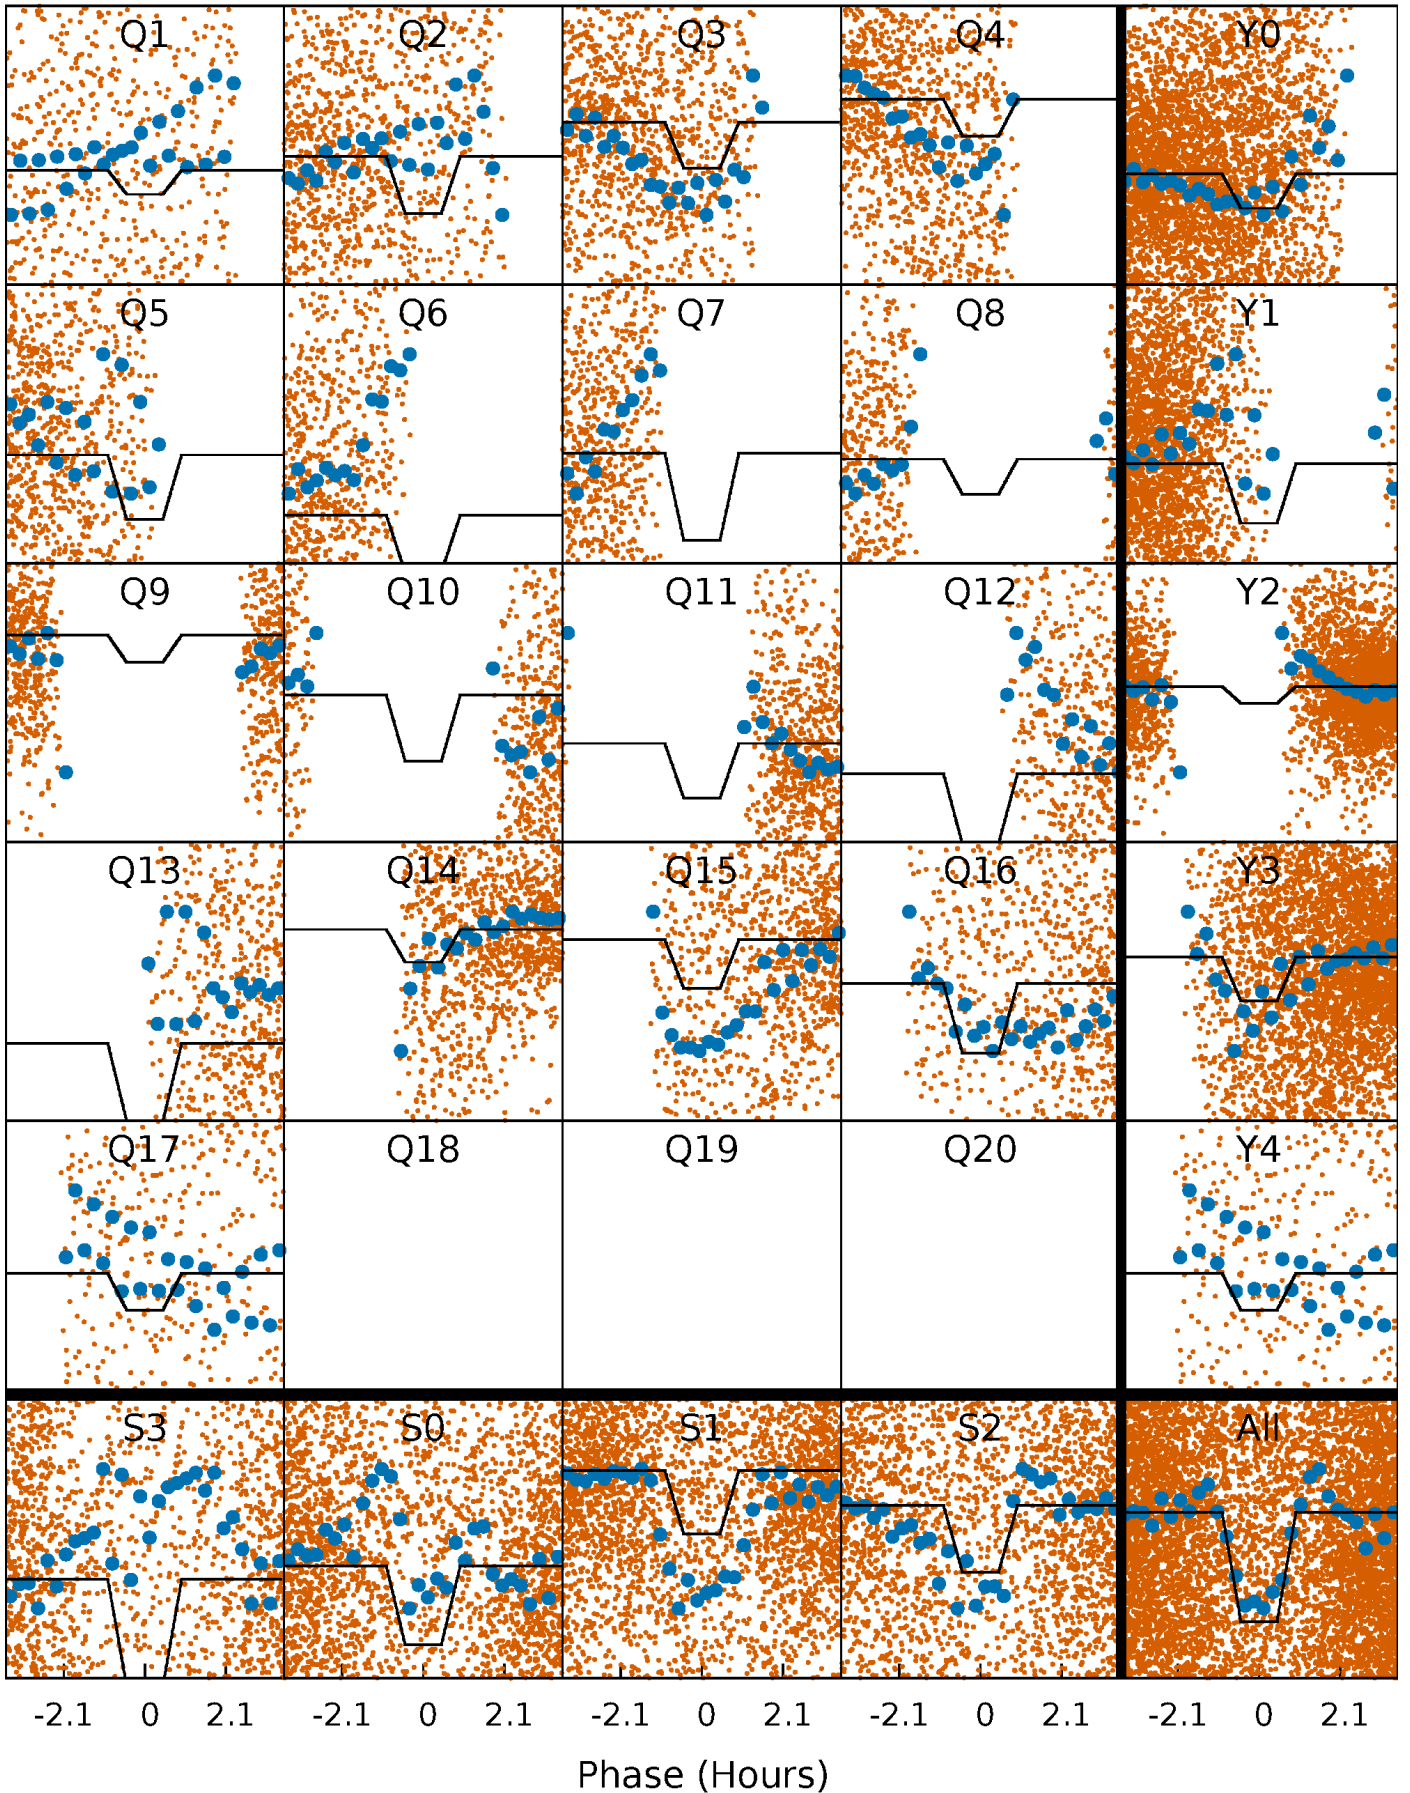 Q1 Q2 Q3 Q4 Y0
Q5 Q6 Q7 Q8 Y1
Q9 Q10 Q11 Q12 Y2
Q13 Q14 Q15 Q16 Y3
Q17 Q18 Q19 Q20 Y4
S3 S0 S1 S2 All
-2.1 0 2.1 -2.1 0 2.1 -2.1 0 2.1 -2.1 0 2.1 -2.1 0 2.1
Phase (Hours)